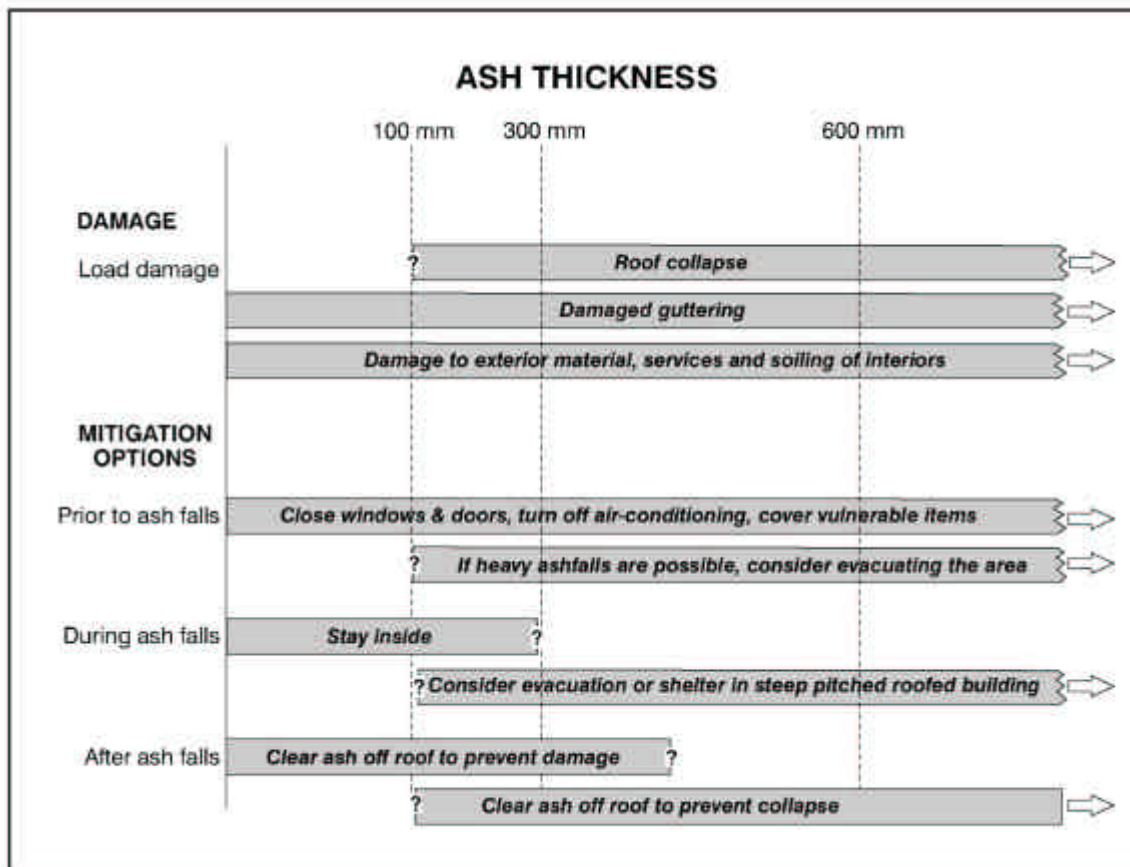 ASH THICKNESS
100 mm 300 mm 600 mm
DAMAGE
Load damage
? Roof collapse
Damaged guttering
Damage to exterior material, services and soiling of interiors
MITIGATION
OPTIONS
Prior to ash falls
Close windows & doors, turn off air-conditioning, cover vulnerable items
? If heavy ashfalls are possible, consider evacuating the area
During ash falls
Stay inside ?
? Consider evacuation or shelter in steep pitched roofed building
After ash falls
Clear ash off roof to prevent damage ?
? Clear ash off roof to prevent collapse